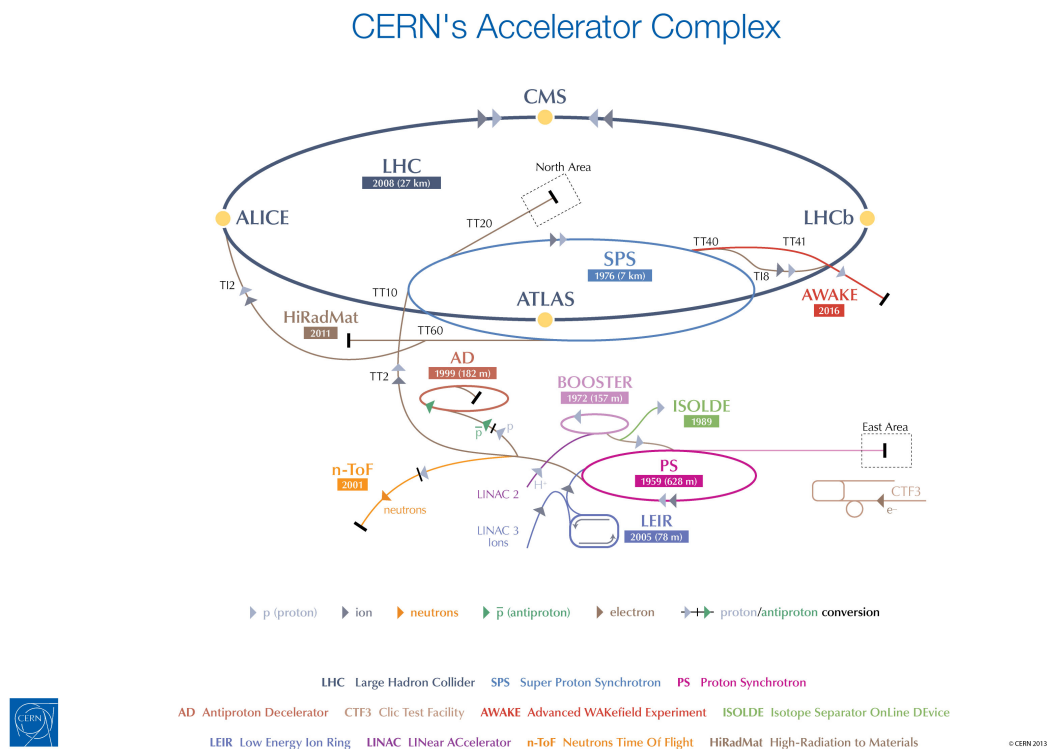 CERN's Accelerator Complex
CMS
LHC
2008 (27 km)
North Area
ALICE
TT20
LHCb
TT40
TT41
SPS
1976 (7 km)
TI8
TI2
TT10
ATLAS
AWAKE
2016
HiRadMat
2011
TT60
AD
1999 (182 m)
TT2
BOOSTER
1972 (157 m)
ISOLDE
1989
p
p̅
East Area
n-ToF
2001
PS
1959 (628 m)
H⁺
LINAC 2
CTF3
e–
neutrons
LEIR
2005 (78 m)
LINAC 3
Ions
p (proton) ion neutrons p̅ (antiproton) electron proton/antiproton conversion
LHC Large Hadron Collider SPS Super Proton Synchrotron PS Proton Synchrotron
AD Antiproton Decelerator CTF3 Clic Test Facility AWAKE Advanced WAKefield Experiment ISOLDE Isotope Separator OnLine DEvice
LEIR Low Energy Ion Ring LINAC LINear ACcelerator n-ToF Neutrons Time Of Flight HiRadMat High-Radiation to Materials
CERN
© CERN 2013